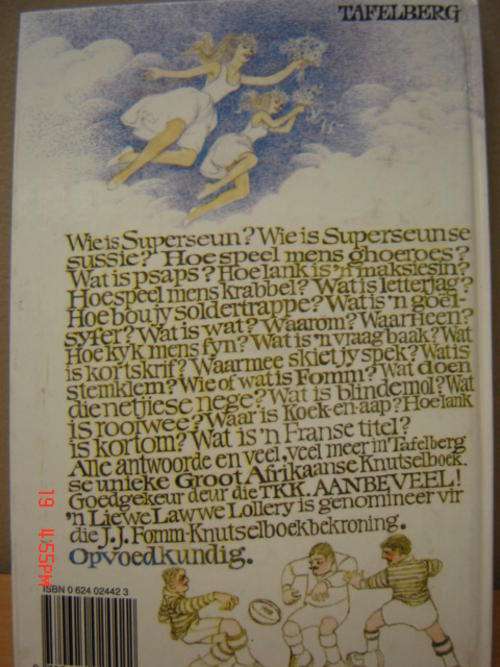 TAFELBERG
Wie is Superseun? Wie is Superseun se
sussie? Hoe speel mens ghoeroes?
Wat is psaps? Hoe lank is 'n maksiesin?
Hoe speel mens krabbel? Wat is letterjag?
Hoe bou jy soldertrappe? Wat is 'n goël-
syfer? Wat is wat? Waarom? Waarheen?
Hoe kyk mens fyn? Wat is 'n vraagbaak? Wat
is kortskrif? Waarmee skiet jy spek? Wat is
stemklem? Wie of wat is Fomm? Wat doen
die netjiese nege? Wat is blindemol? Wat
is rooiwee? Waar is Koek-en-aap? Hoe lank
is kortom? Wat is 'n Franse titel?
Alle antwoorde en veel, veel meer in Tafelberg
se unieke Groot Afrikaanse Knutselboek.
Goedgekeur deur die TKK. AANBEVEEL!
'n Liewe Lawwe Lollery is genomineer vir
die J.J. Fomm-Knutselboekbekroning.
Opvoedkundig.
ISBN 0 624 02442 3
19 4:55PM